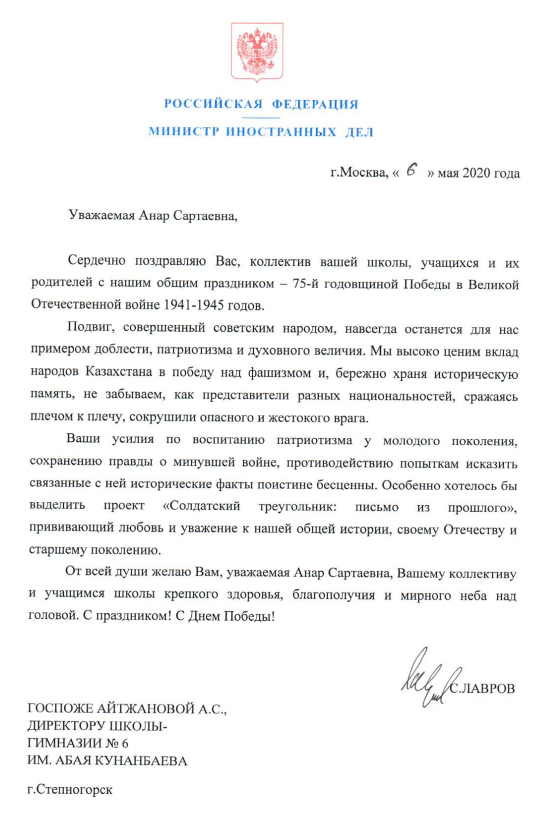 РОССИЙСКАЯ ФЕДЕРАЦИЯ
МИНИСТР ИНОСТРАННЫХ ДЕЛ
г.Москва, « 6 » мая 2020 года
Уважаемая Анар Сартаевна,
Сердечно поздравляю Вас, коллектив вашей школы, учащихся и их
родителей с нашим общим праздником – 75-й годовщиной Победы в Великой
Отечественной войне 1941-1945 годов.
Подвиг, совершенный советским народом, навсегда останется для нас
примером доблести, патриотизма и духовного величия. Мы высоко ценим вклад
народов Казахстана в победу над фашизмом и, бережно храня историческую
память, не забываем, как представители разных национальностей, сражаясь
плечом к плечу, сокрушили опасного и жестокого врага.
Ваши усилия по воспитанию патриотизма у молодого поколения,
сохранению правды о минувшей войне, противодействию попыткам исказить
связанные с ней исторические факты поистине бесценны. Особенно хотелось бы
выделить проект «Солдатский треугольник: письмо из прошлого»,
прививающий любовь и уважение к нашей общей истории, своему Отечеству и
старшему поколению.
От всей души желаю Вам, уважаемая Анар Сартаевна, Вашему коллективу
и учащимся школы крепкого здоровья, благополучия и мирного неба над
головой. С праздником! С Днем Победы!
С.ЛАВРОВ
ГОСПОЖЕ АЙТЖАНОВОЙ А.С.,
ДИРЕКТОРУ ШКОЛЫ-
ГИМНАЗИИ № 6
ИМ. АБАЯ КУНАНБАЕВА
г.Степногорск